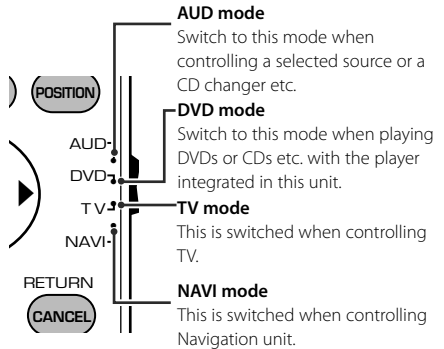 AUD mode
Switch to this mode when
controlling a selected source or a
CD changer etc.
DVD mode
Switch to this mode when playing
DVDs or CDs etc. with the player
integrated in this unit.
TV mode
This is switched when controlling
TV.
NAVI mode
This is switched when controlling
Navigation unit.
POSITION
AUD
DVD
TV
NAVI
RETURN
CANCEL